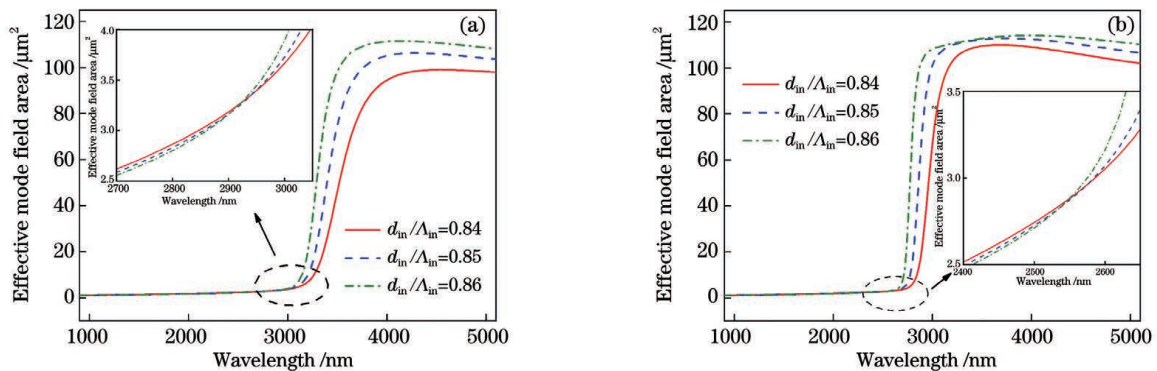 (a)
Effective mode field area /μm²
120
100
80
60
40
20
0
1000 2000 3000 4000 5000
Wavelength /nm
Effective mode field area /μm²
4.0
3.5
3.0
2.5
2700 2800 2900 3000
Wavelength /nm
d_in/Λ_in=0.84
d_in/Λ_in=0.85
d_in/Λ_in=0.86
(b)
Effective mode field area /μm²
120
100
80
60
40
20
0
1000 2000 3000 4000 5000
Wavelength /nm
d_in/Λ_in=0.84
d_in/Λ_in=0.85
d_in/Λ_in=0.86
Effective mode field area /μm²
3.5
3.0
2.5
2400 2500 2600
Wavelength /nm